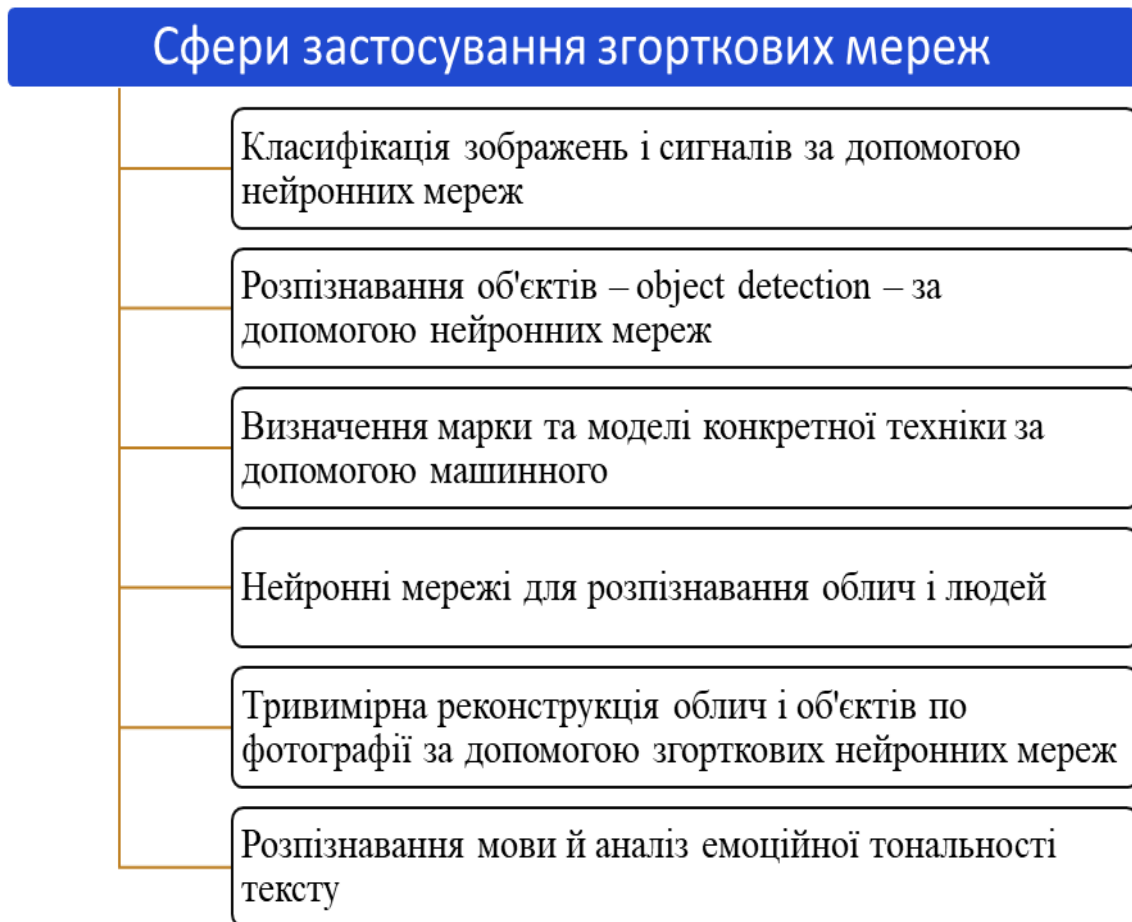 Сфери застосування згорткових мереж
Класифікація зображень і сигналів за допомогою
нейронних мереж
Розпізнавання об'єктів – object detection – за
допомогою нейронних мереж
Визначення марки та моделі конкретної техніки за
допомогою машинного
Нейронні мережі для розпізнавання облич і людей
Тривимірна реконструкція облич і об'єктів по
фотографії за допомогою згорткових нейронних мереж
Розпізнавання мови й аналіз емоційної тональності
тексту